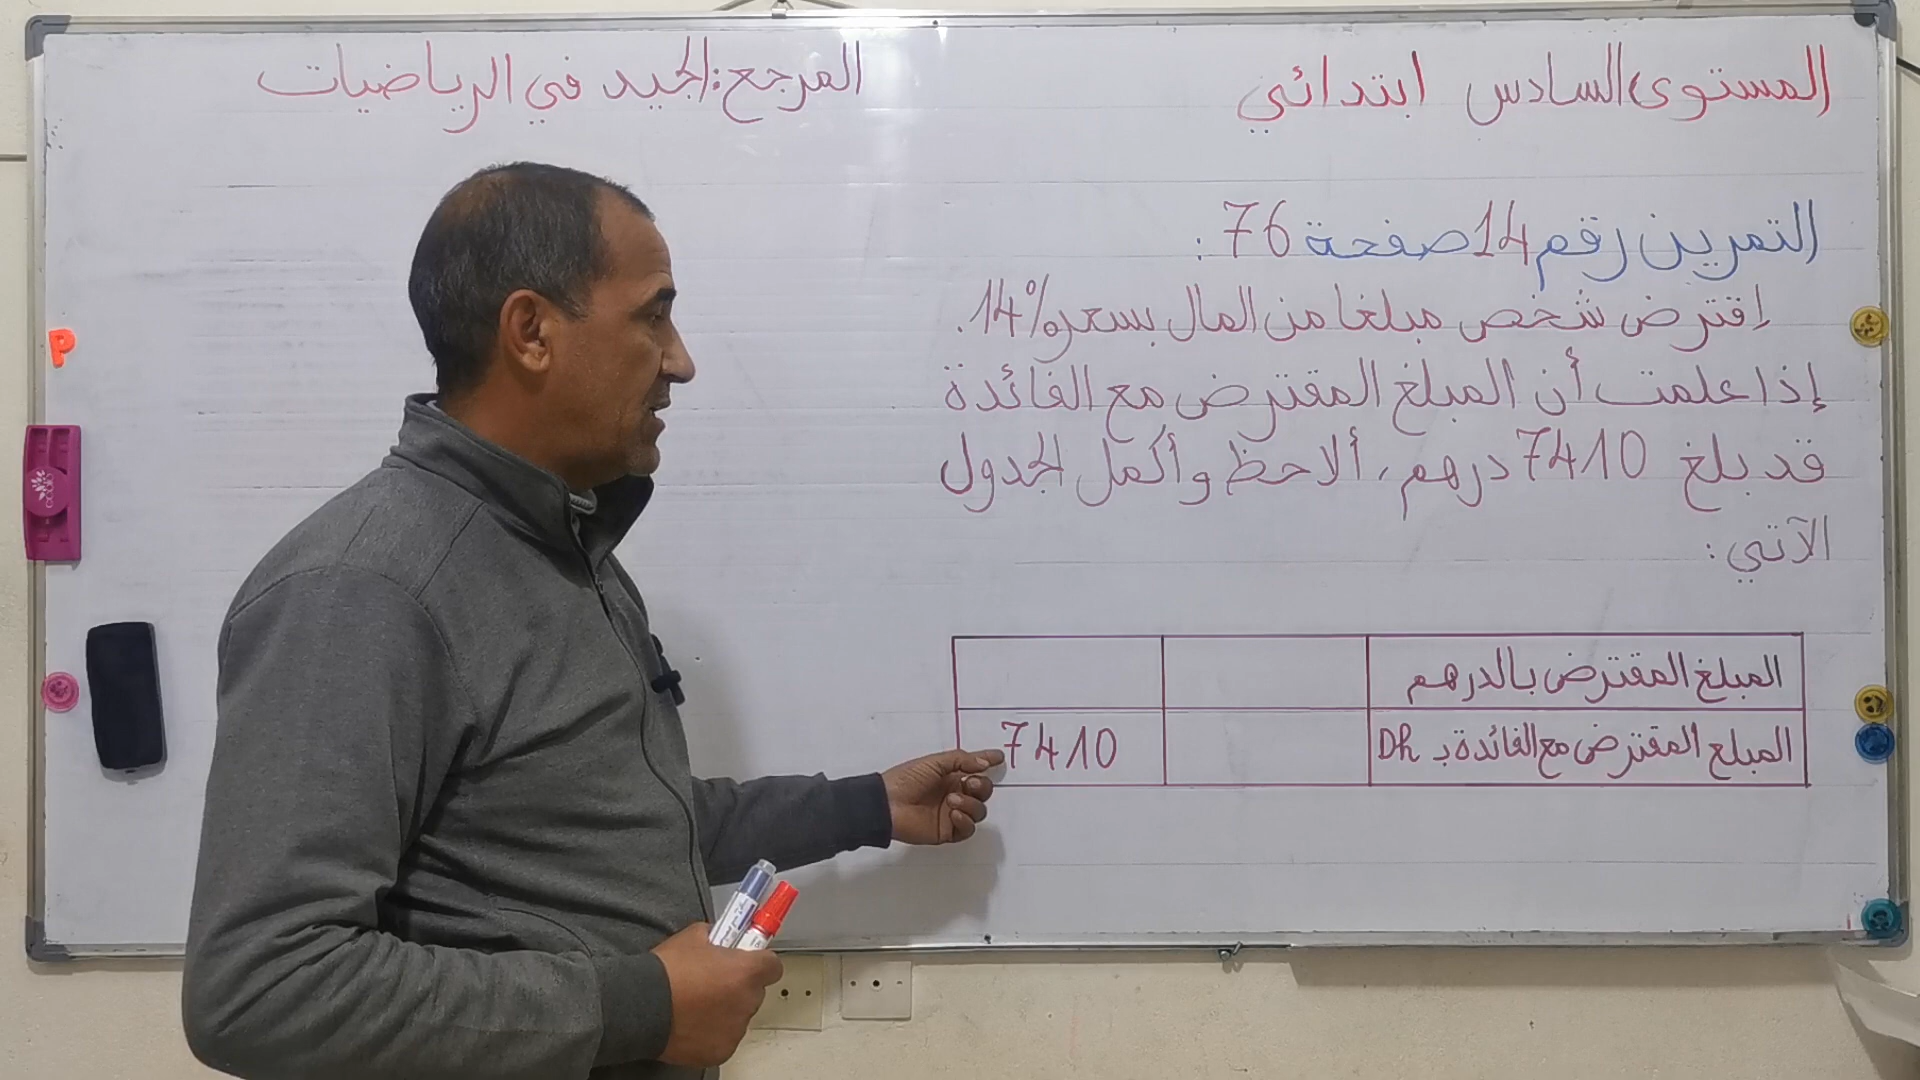 المستوى السادس ابتدائي
المرجع: الجيد في الرياضيات
التمرين رقم 14 صفحة 76 :
إقترض شخص مبلغا من المال بسعر 14%.
إذا علمت أن المبلغ المقترض مع الفائدة
قد بلغ 7410 درهم، ألاحظ وأكمل الجدول
الآتي :
المبلغ المقترض بالدرهم
المبلغ المقترض مع الفائدة بـ Dh 7410
P